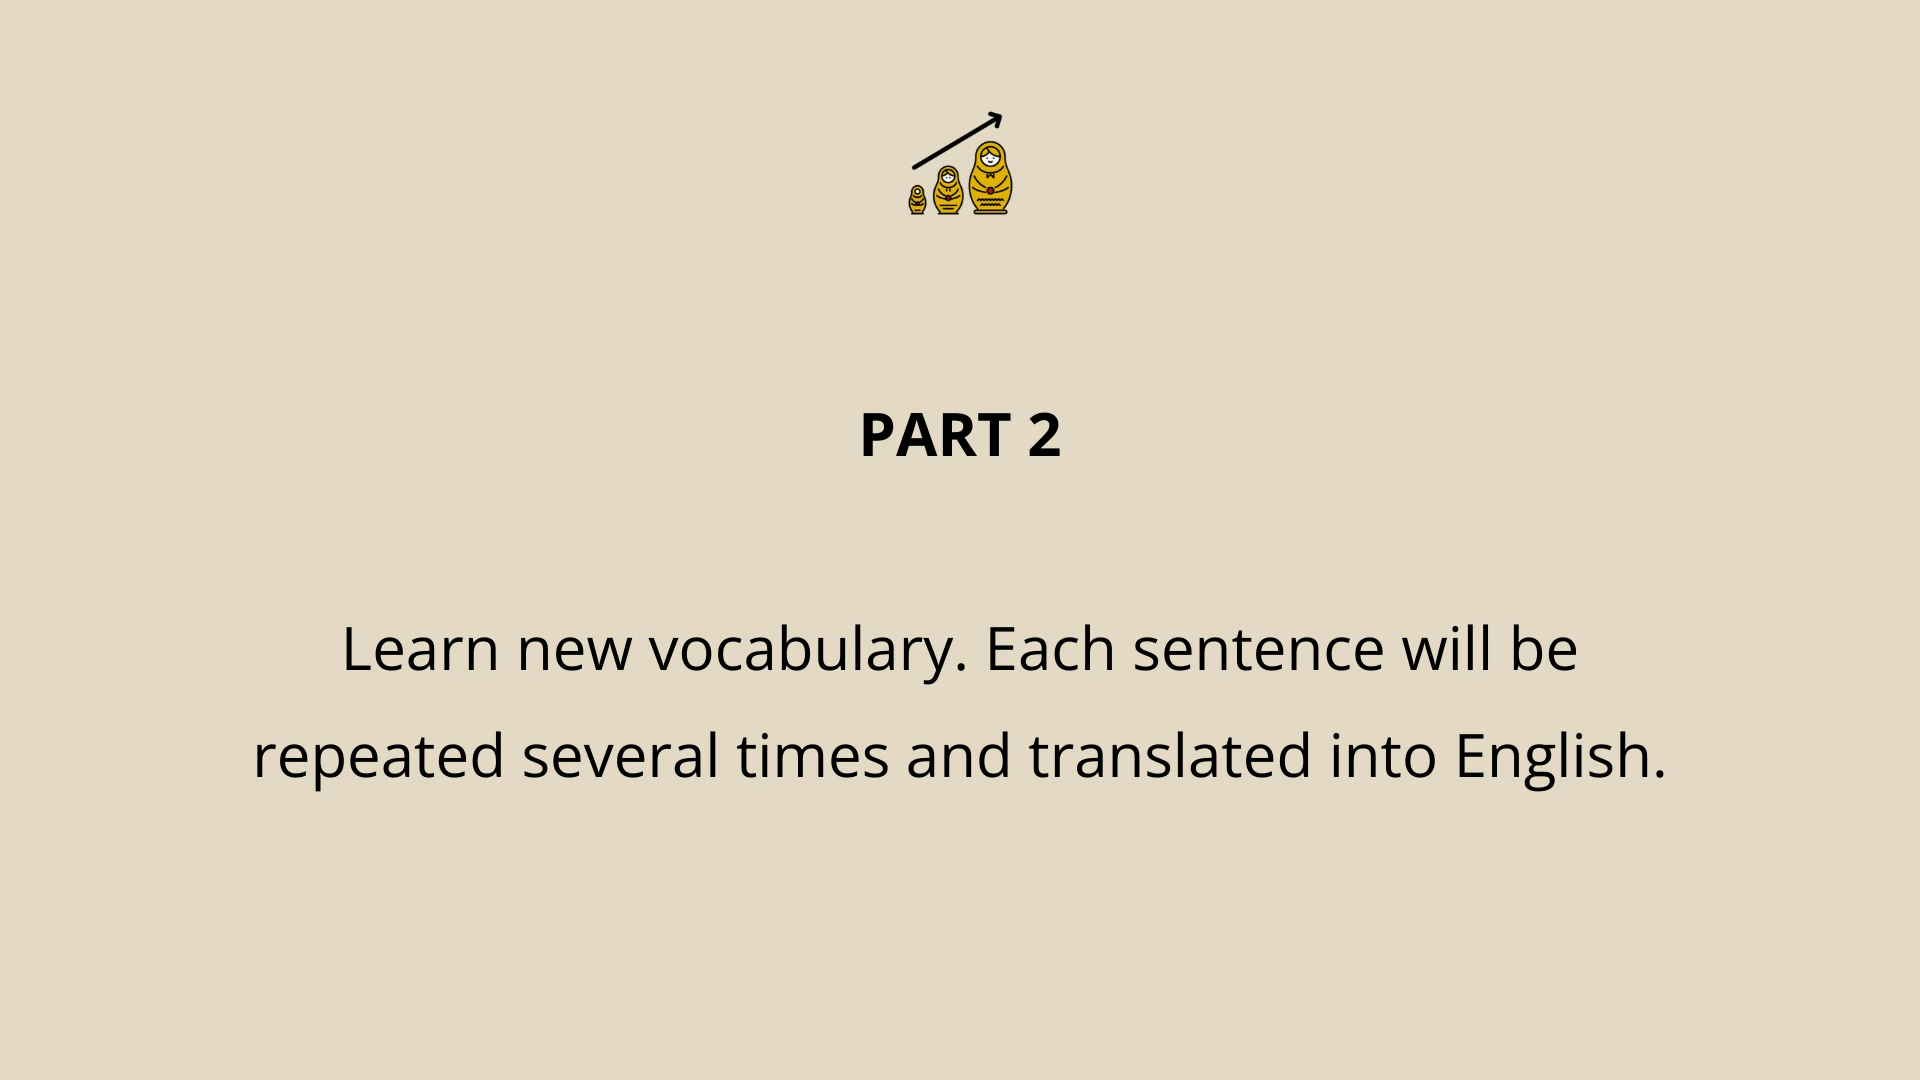 PART 2
Learn new vocabulary. Each sentence will be
repeated several times and translated into English.